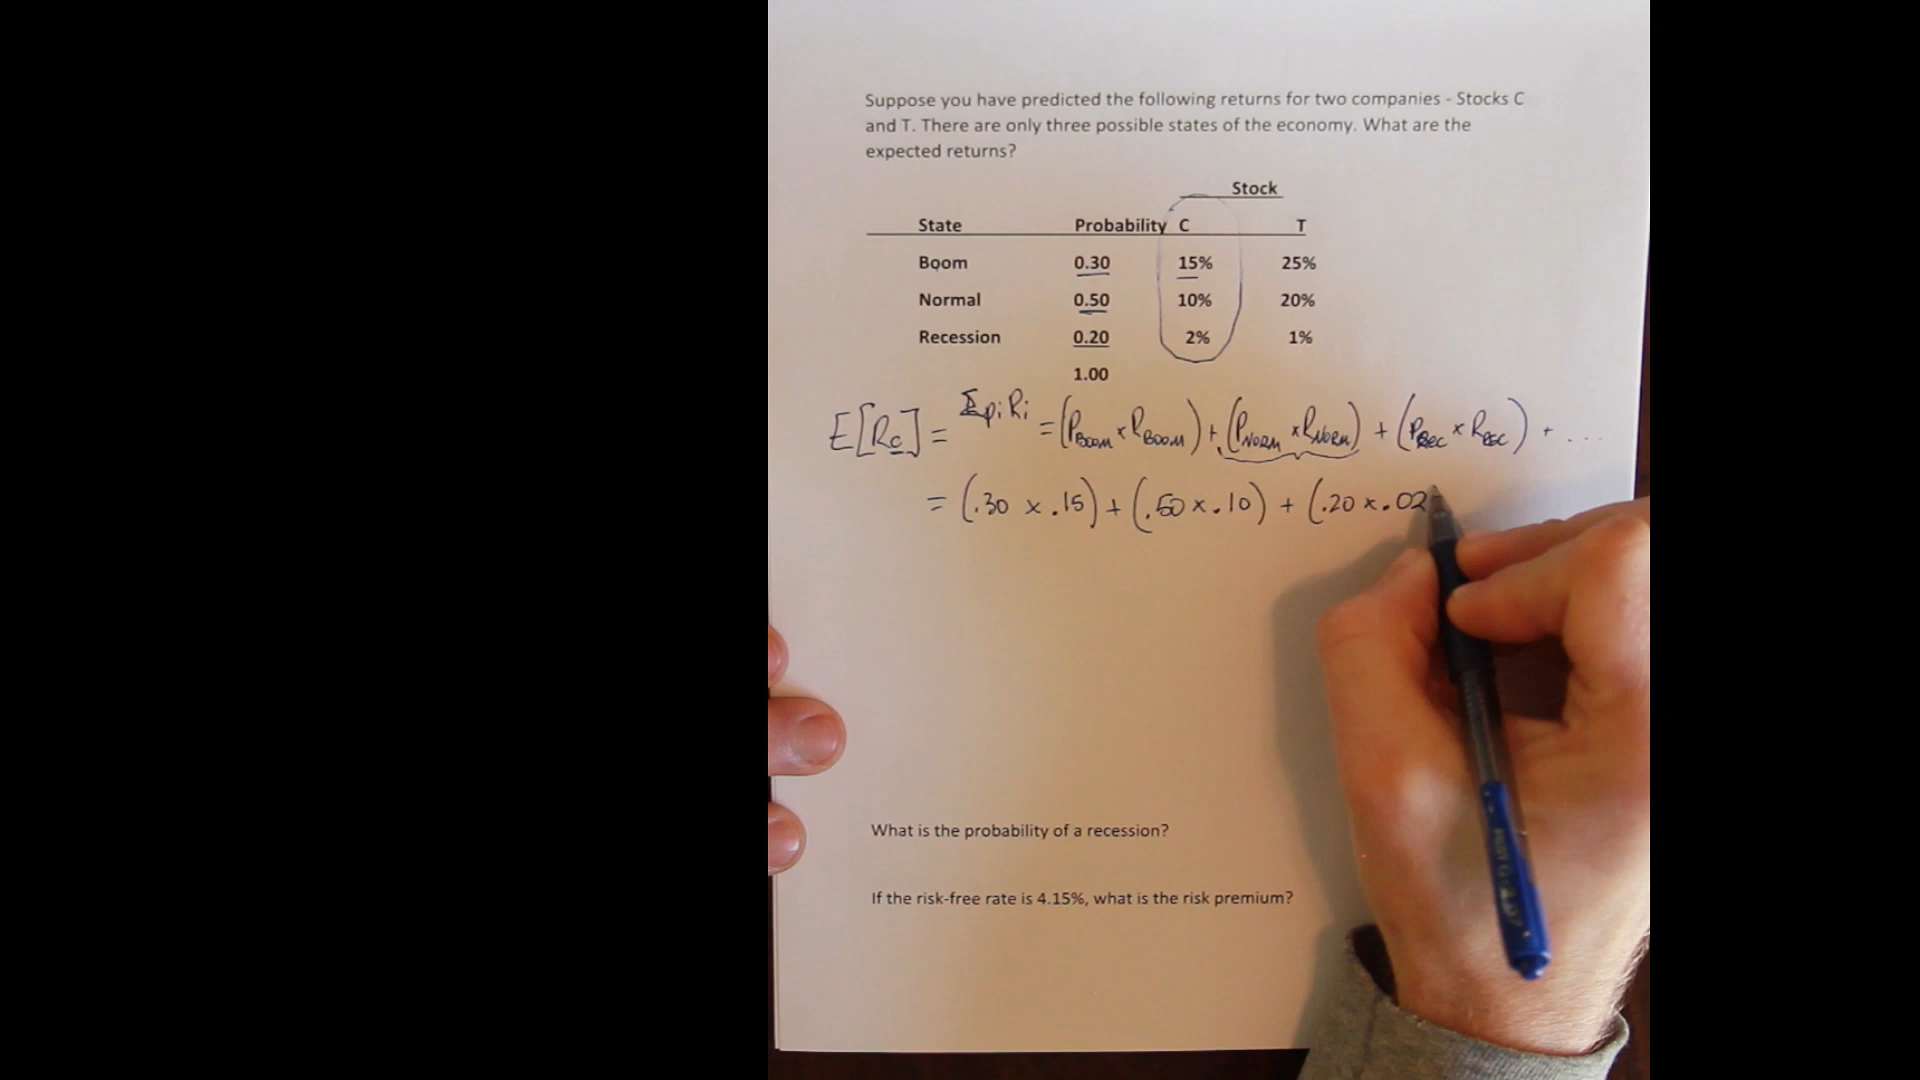 Suppose you have predicted the following returns for two companies - Stocks C
and T. There are only three possible states of the economy. What are the
expected returns?
Stock
State Probability C T
Boom 0.30 15% 25%
Normal 0.50 10% 20%
Recession 0.20 2% 1%
1.00
E[Rc] = Σpi Ri = (PBOOM × RBOOM) + (PNORM × RNORM) + (PREC × RREC) + ...
= (.30 × .15) + (.50 × .10) + (.20 × .02
What is the probability of a recession?
If the risk-free rate is 4.15%, what is the risk premium?